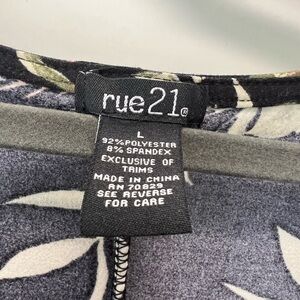 rue21®
L
92%POLYESTER
8% SPANDEX
EXCLUSIVE OF
TRIMS
MADE IN CHINA
RN 70829
SEE REVERSE
FOR CARE